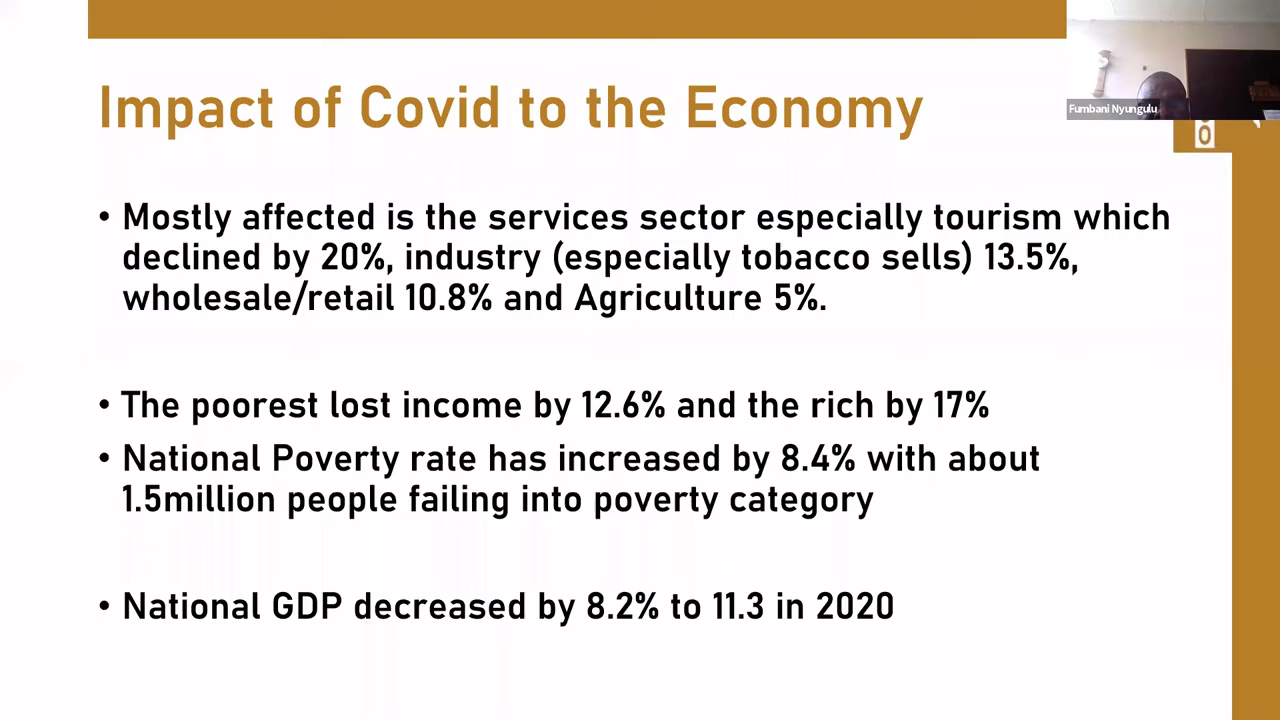 Impact of Covid to the Economy
Fumbani Nyungulu
0
• Mostly affected is the services sector especially tourism which
declined by 20%, industry (especially tobacco sells) 13.5%,
wholesale/retail 10.8% and Agriculture 5%.
• The poorest lost income by 12.6% and the rich by 17%
• National Poverty rate has increased by 8.4% with about
1.5million people failing into poverty category
• National GDP decreased by 8.2% to 11.3 in 2020